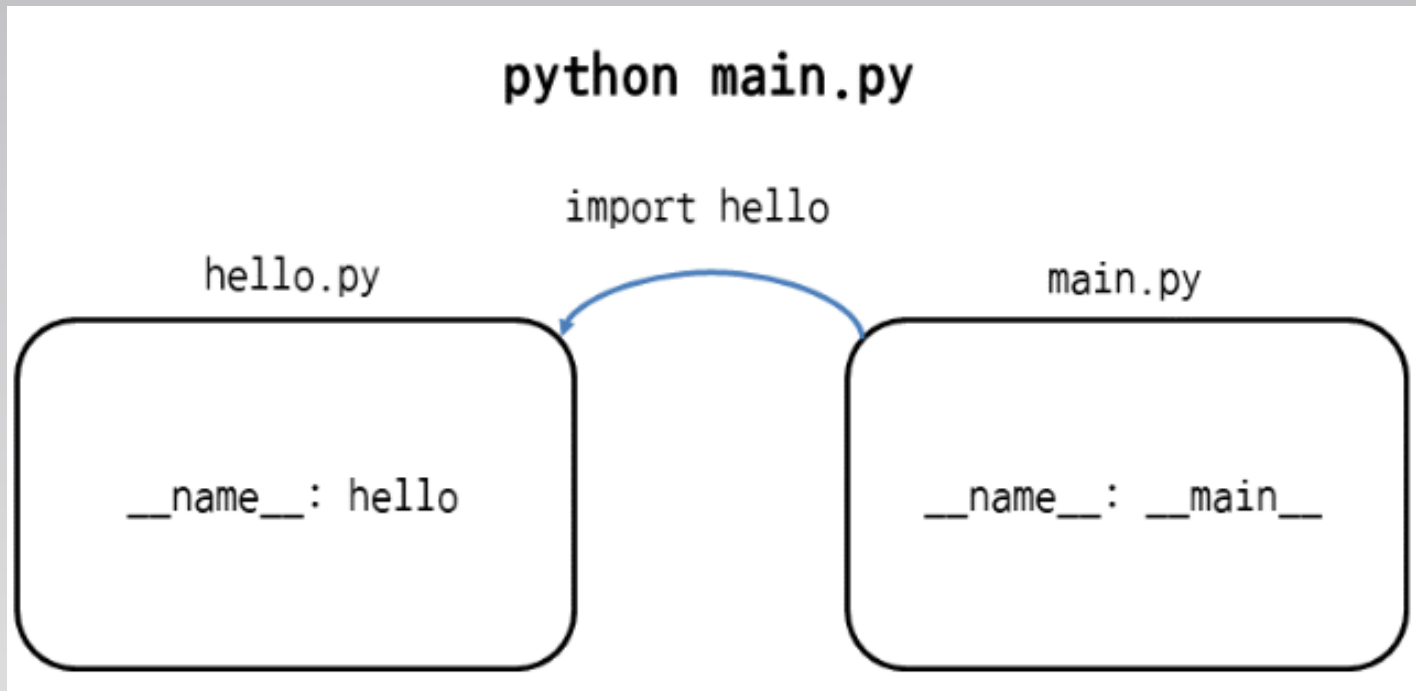 python main.py
import hello
hello.py
main.py
__name__: hello
__name__: __main__